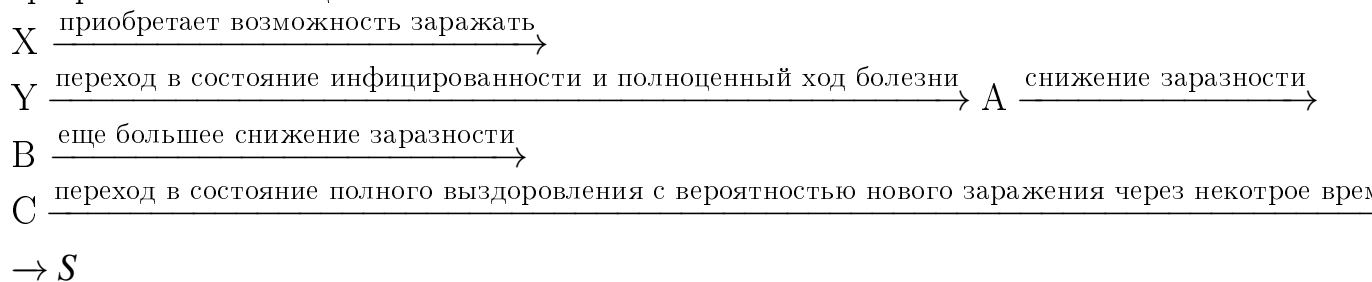 X приобретает возможность заражать →
Y переход в состояние инфицированности и полноценный ход болезни → A снижение заразности →
B еще большее снижение заразности →
C переход в состояние полного выздоровления с вероятностью нового заражения через некотрое
→ S